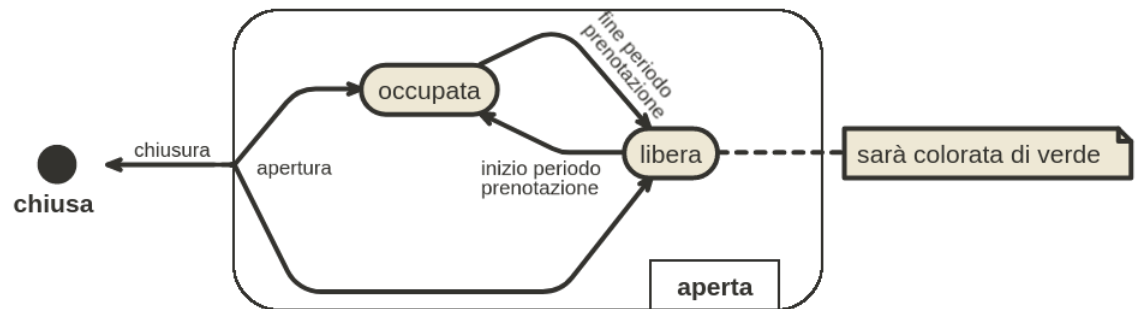 fine periodo
prenotazione
occupata
chiusura
apertura
inizio periodo
prenotazione
libera
sarà colorata di verde
chiusa
aperta